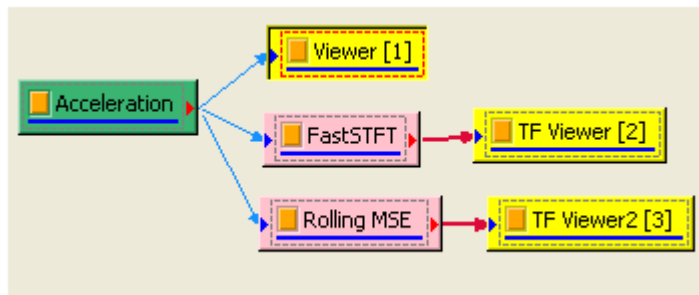 Viewer [1]
Acceleration
FastSTFT
TF Viewer [2]
Rolling MSE
TF Viewer2 [3]